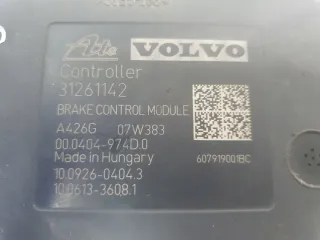 Ate VOLVO
Controller
31261142
BRAKE CONTROL MODULE
A426G 07W383
00.0404-974D.0
Made in Hungary 607919001BC
10.0926-0404.3
10.0613-3608.1